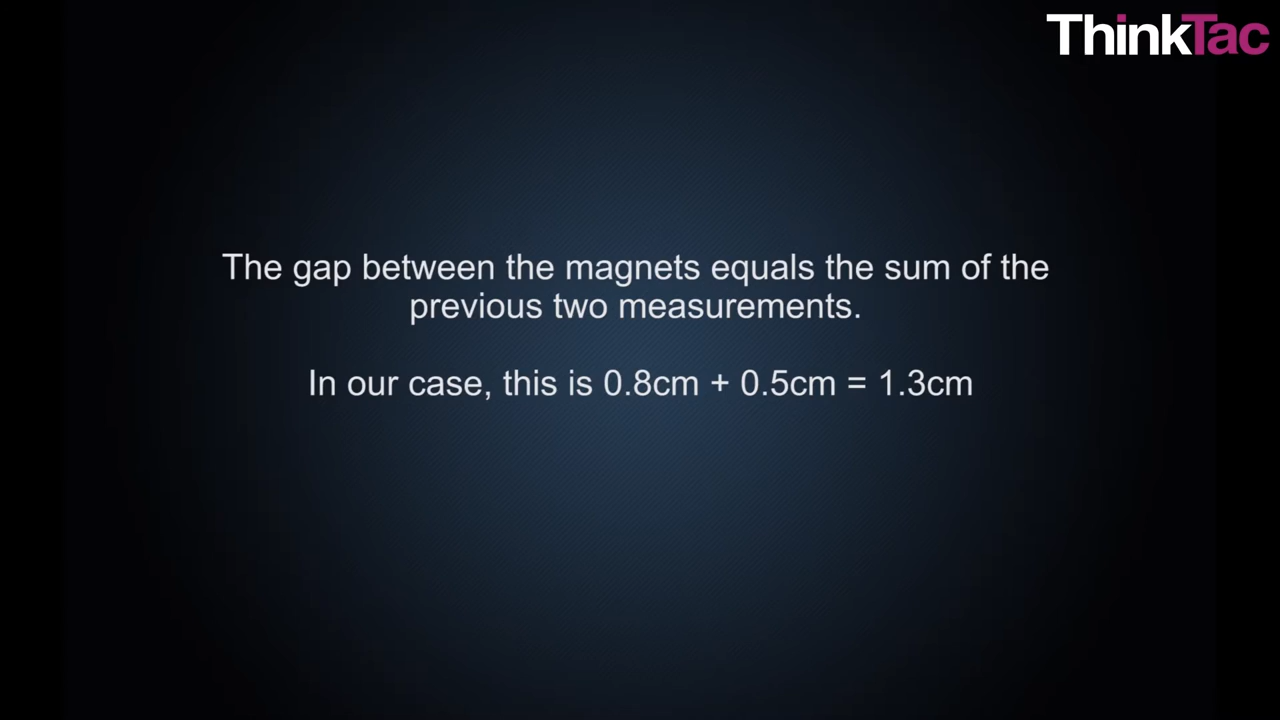 ThinkTac
The gap between the magnets equals the sum of the
previous two measurements.
In our case, this is 0.8cm + 0.5cm = 1.3cm